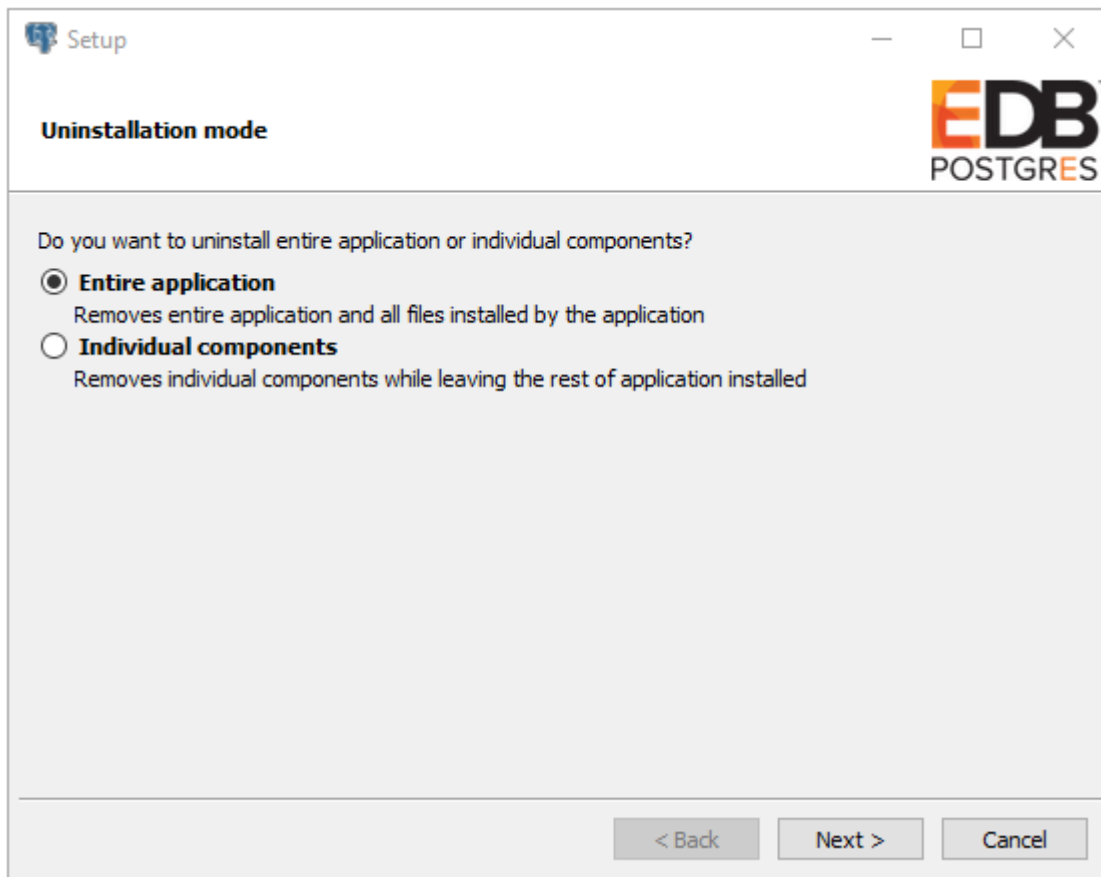 Setup
Uninstallation mode
EDB
POSTGRES
Do you want to uninstall entire application or individual components?
Entire application
Removes entire application and all files installed by the application
Individual components
Removes individual components while leaving the rest of application installed
< Back Next > Cancel